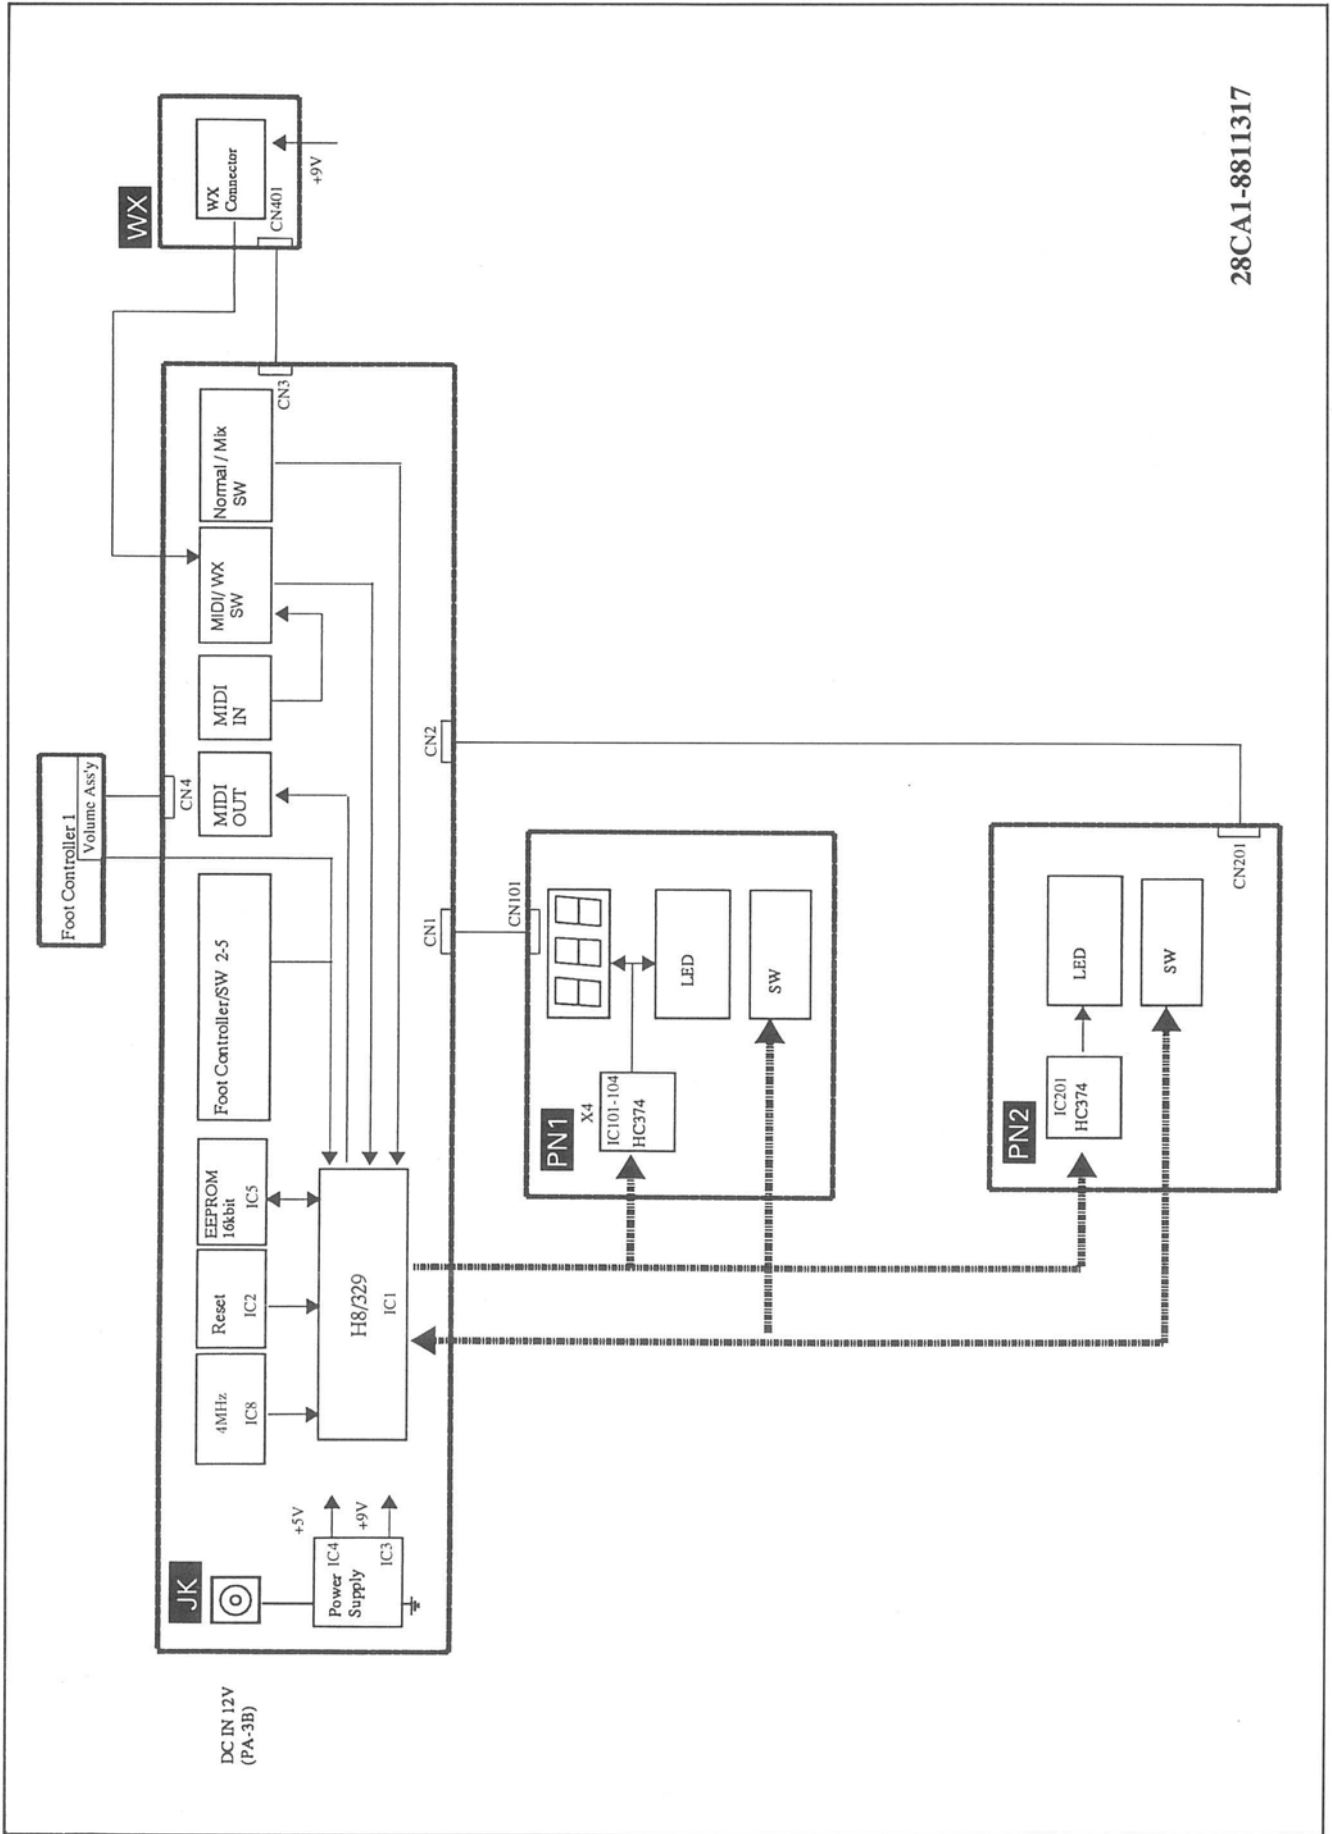 DC IN 12V
(PA-3B)
JK
Power
Supply
IC4
IC3
+5V
+9V
4MHz
IC8
Reset
IC2
EEPROM
16kbit
IC5
H8/329
IC1
Foot Controller/SW 2-5
Foot Controller 1
Volume Ass'y
CN4
MIDI
OUT
MIDI
IN
MIDI/WX
SW
Normal / Mix
SW
CN3
WX
WX
Connector
CN401
+9V
CN1
CN2
PN1
X4
IC101-104
HC374
CN101
LED
SW
PN2
IC201
HC374
LED
SW
CN201
28CA1-8811317